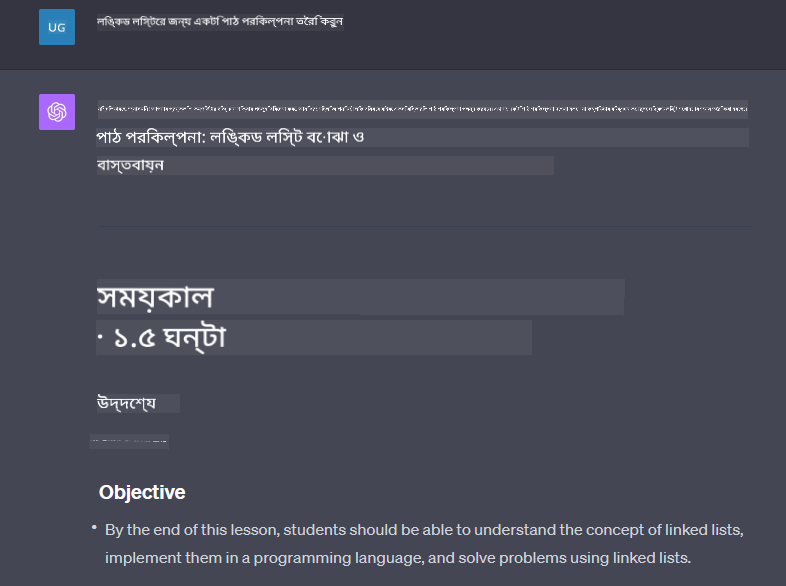 UG
লিঙ্কড লিস্টের জন্য একটি পাঠ পরিকল্পনা তৈরি করুন
পাঠ পরিকল্পনা: লিঙ্কড লিস্ট বোঝা ও
বাস্তবায়ন
সময়কাল
· ১.৫ ঘন্টা
উদ্দেশ্য
Objective
• By the end of this lesson, students should be able to understand the concept of linked lists,
implement them in a programming language, and solve problems using linked lists.